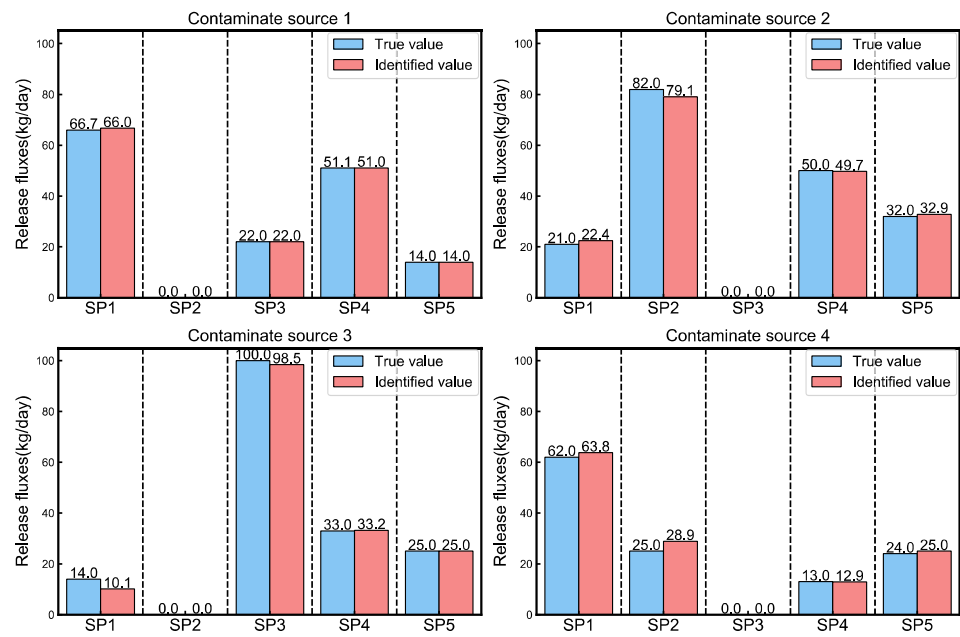 Contaminate source 1
Release fluxes(kg/day)
100
80
60
40
20
0
True value
Identified value
66.7 66.0
0.0 0.0
22.0 22.0
51.1 51.0
14.0 14.0
SP1 SP2 SP3 SP4 SP5
Contaminate source 2
Release fluxes(kg/day)
100
80
60
40
20
0
True value
Identified value
21.0 22.4
82.0 79.1
0.0 0.0
50.0 49.7
32.0 32.9
SP1 SP2 SP3 SP4 SP5
Contaminate source 3
Release fluxes(kg/day)
100
80
60
40
20
0
True value
Identified value
14.0 10.1
0.0 0.0
100.0 98.5
33.0 33.2
25.0 25.0
SP1 SP2 SP3 SP4 SP5
Contaminate source 4
Release fluxes(kg/day)
100
80
60
40
20
0
True value
Identified value
62.0 63.8
25.0 28.9
0.0 0.0
13.0 12.9
24.0 25.0
SP1 SP2 SP3 SP4 SP5